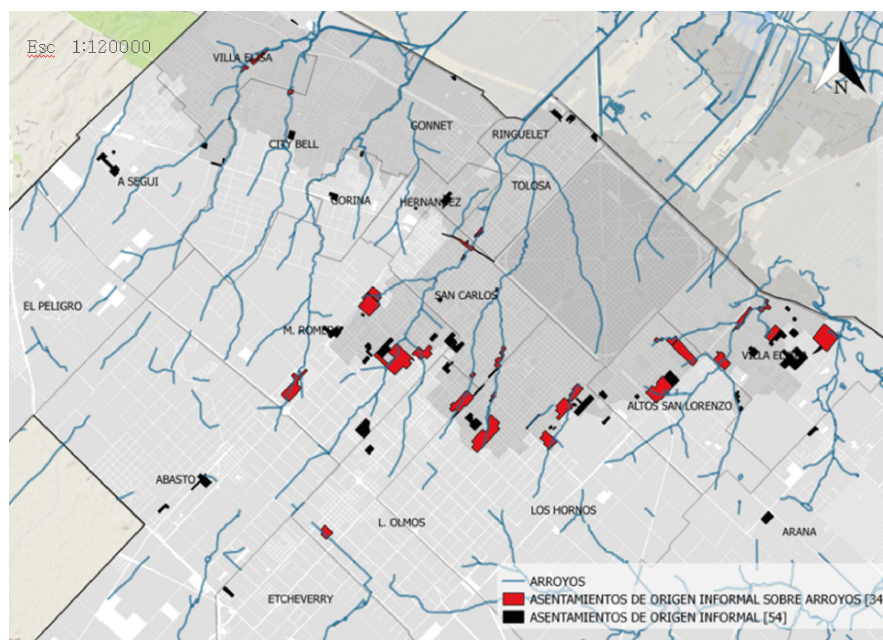 Esc 1:120000
VILLA ELISA
N
GONNET
RINGUELET
CITY BELL
A SEGUI
TOLOSA
GORINA
HERNANDEZ
EL PELIGRO
SAN CARLOS
M. ROMERO
VILLA ELVIRA
ALTOS SAN LORENZO
ABASTO
LOS HORNOS
L. OLMOS
ARANA
ETCHEVERRY
ARROYOS
ASENTAMIENTOS DE ORIGEN INFORMAL SOBRE ARROYOS [34
ASENTAMIENTOS DE ORIGEN INFORMAL [54]